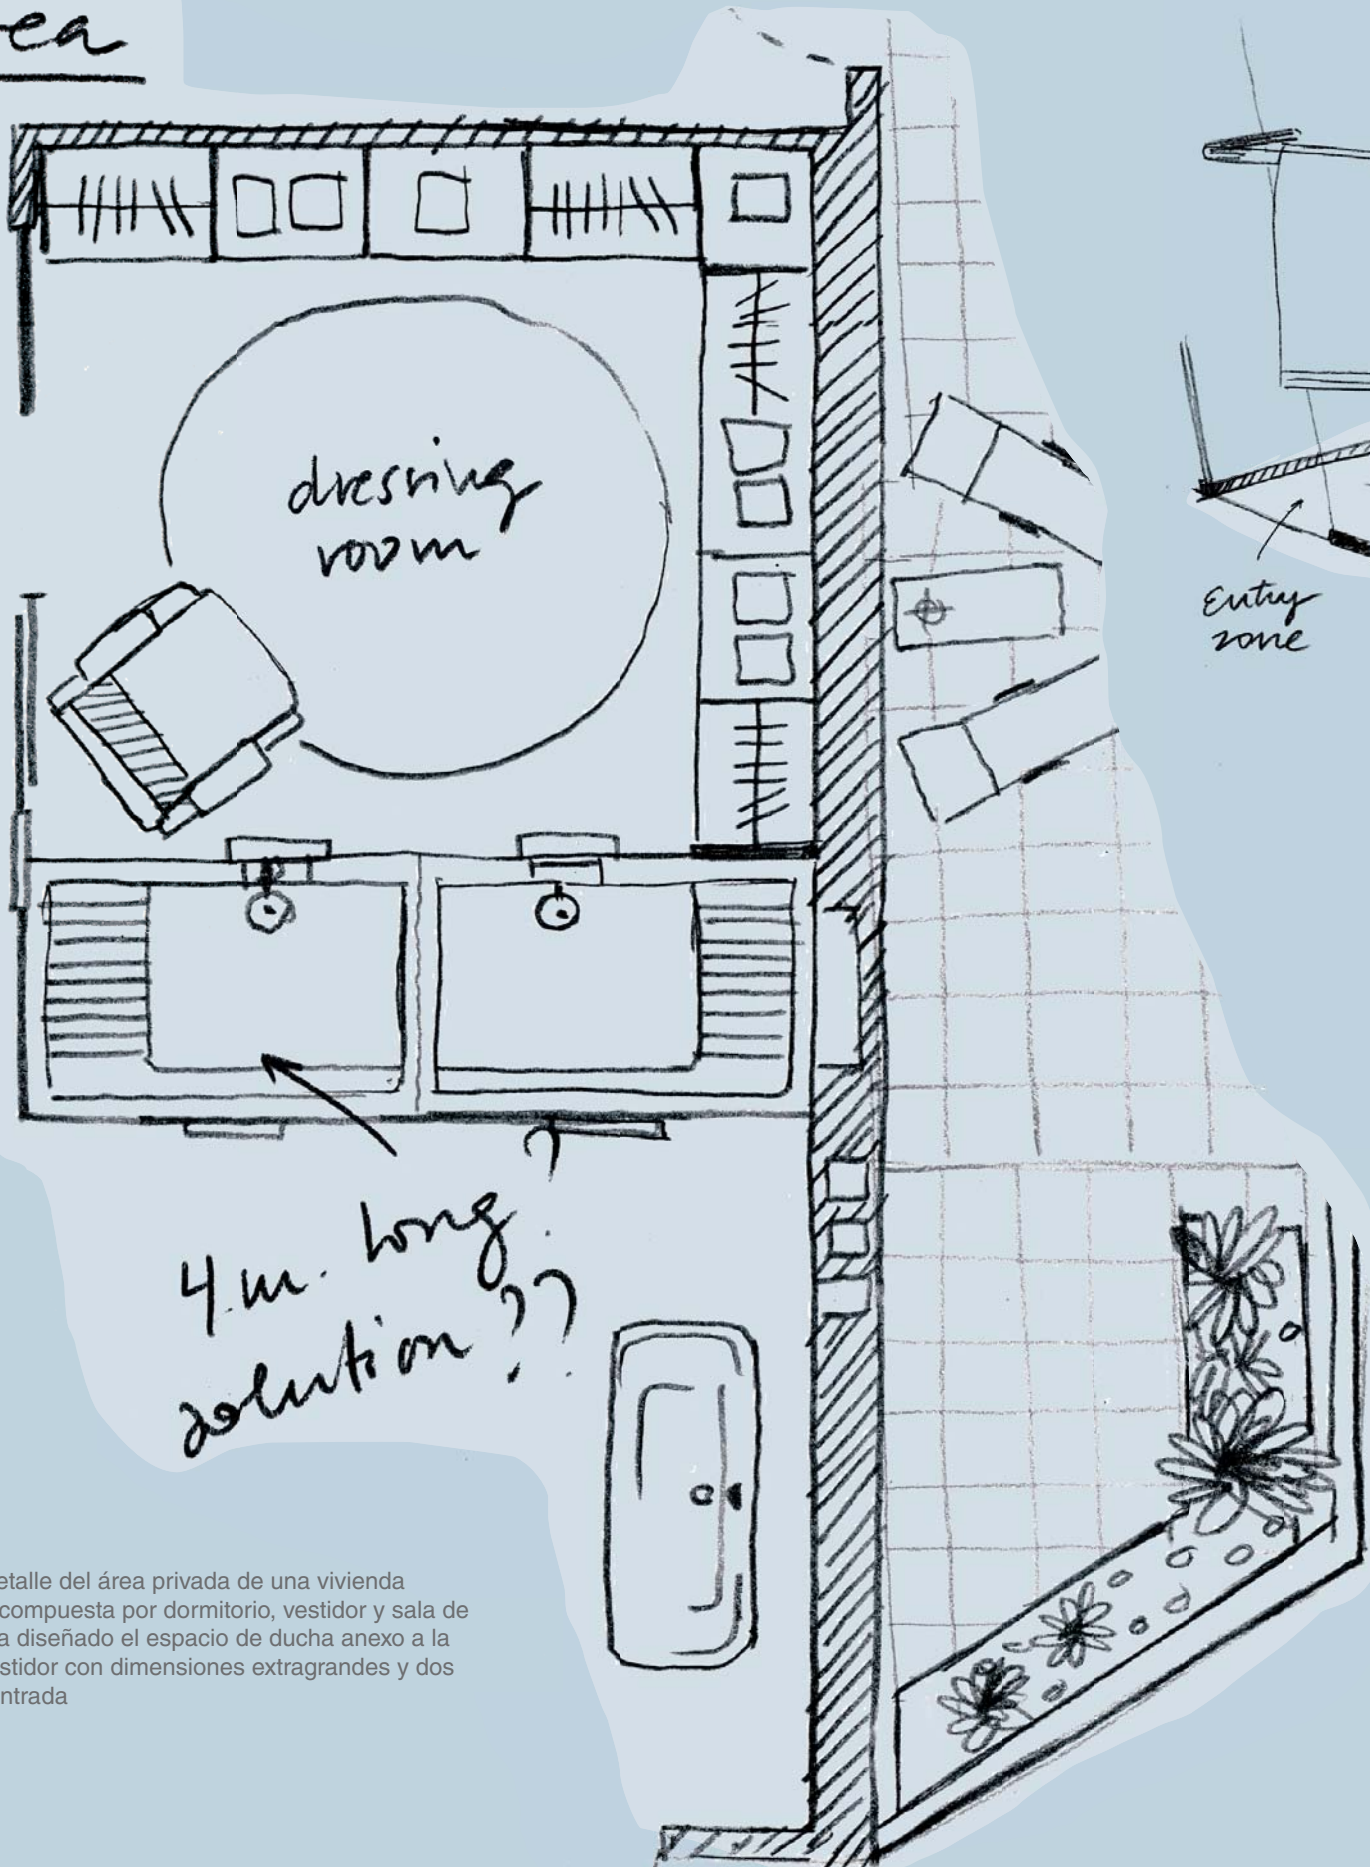 ea
dressing
room
Entry
zone
4 m. long?
solution??
etalle del área privada de una vivienda
compuesta por dormitorio, vestidor y sala de
a diseñado el espacio de ducha anexo a la
stidor con dimensiones extragrandes y dos
ntrada